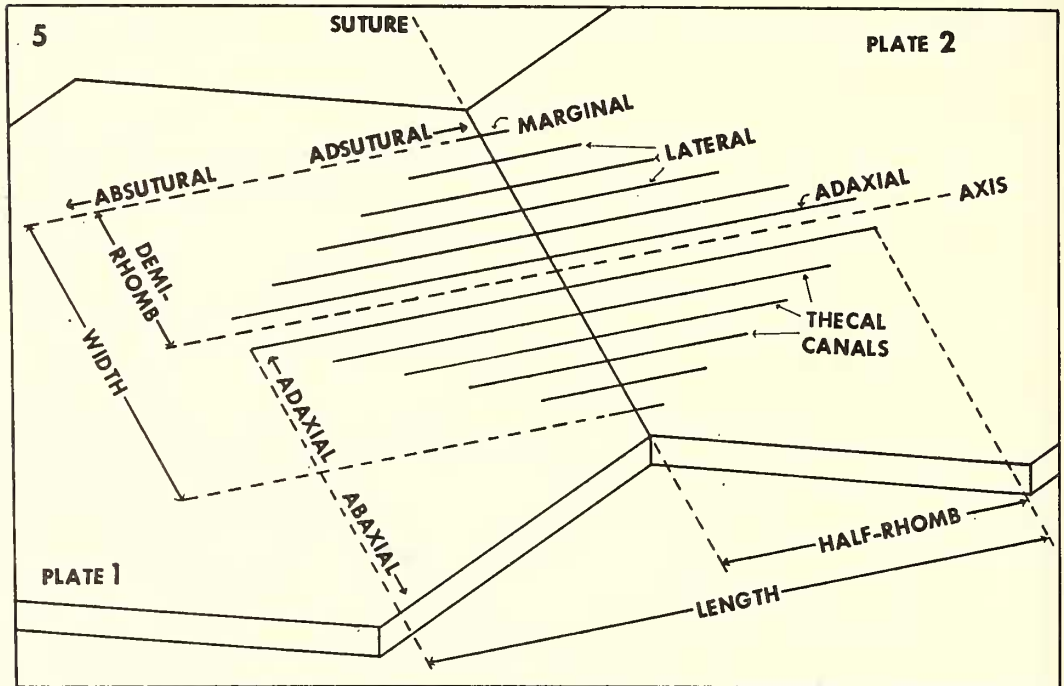 5
SUTURE
PLATE 2
MARGINAL
ADSUTURAL
LATERAL
ABSUTURAL
ADAXIAL
AXIS
DEMI-
RHOMB
WIDTH
THECAL
CANALS
ADAXIAL
ABAXIAL
HALF-RHOMB
PLATE 1
LENGTH